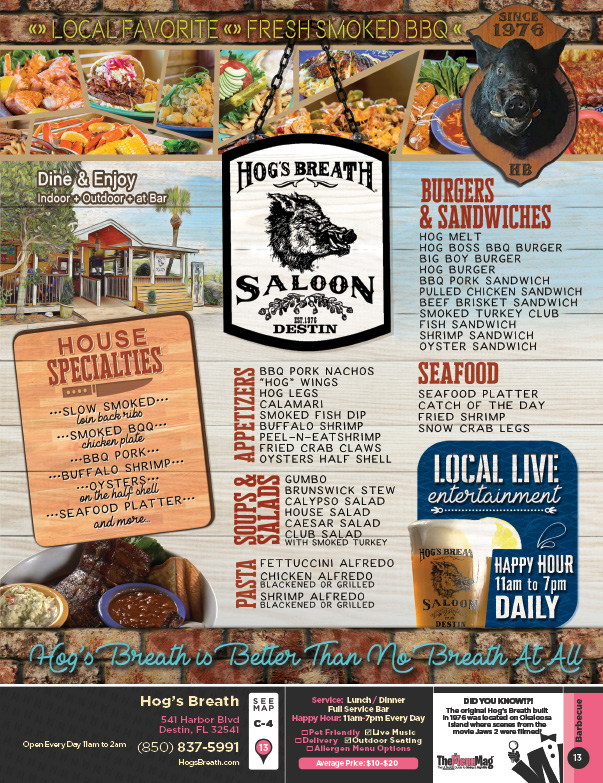 «» LOCAL FAVORITE «» FRESH SMOKED BBQ «
SINCE
1976
HB
Dine & Enjoy
Indoor + Outdoor + at Bar
HOG'S BREATH
SALOON
EST. 1976
DESTIN
BURGERS
& SANDWICHES
HOG MELT
HOG BOSS BBQ BURGER
BIG BOY BURGER
HOG BURGER
BBQ PORK SANDWICH
PULLED CHICKEN SANDWICH
BEEF BRISKET SANDWICH
SMOKED TURKEY CLUB
FISH SANDWICH
SHRIMP SANDWICH
OYSTER SANDWICH
HOUSE
SPECIALTIES
...SLOW SMOKED...
loin back ribs
...SMOKED BQQ...
chicken plate
...BBQ PORK...
...BUFFALO SHRIMP...
...OYSTERS...
on the half shell
...SEAFOOD PLATTER...
and more...
APPETIZERS
BBQ PORK NACHOS
"HOG" WINGS
HOG LEGS
CALAMARI
SMOKED FISH DIP
BUFFALO SHRIMP
PEEL-N-EATSHRIMP
FRIED CRAB CLAWS
OYSTERS HALF SHELL
SOUPS &
SALADS
GUMBO
BRUNSWICK STEW
CALYPSO SALAD
HOUSE SALAD
CAESAR SALAD
CLUB SALAD
WITH SMOKED TURKEY
PASTA
FETTUCCINI ALFREDO
CHICKEN ALFREDO
BLACKENED OR GRILLED
SHRIMP ALFREDO
BLACKENED OR GRILLED
SEAFOOD
SEAFOOD PLATTER
CATCH OF THE DAY
FRIED SHRIMP
SNOW CRAB LEGS
LOCAL LIVE
entertainment
HOG'S BREA
SALOON
DESTIN
HAPPY HOUR
11am to 7pm
DAILY
Hog's Breath is Better Than No Breath At All
Hog's Breath
541 Harbor Blvd
Destin, FL 32541
Open Every Day 11am to 2am (850) 837-5991
HogsBreath.com
SEE
MAP
C-4
13
Service: Lunch / Dinner
Full Service Bar
Happy Hour: 11am-7pm Every Day
☐ Pet Friendly ☑ Live Music
☐ Delivery ☑ Outdoor Seating
☐ Allergen Menu Options
Average Price: $10-$20
DID YOU KNOW!?!
The original Hog's Breath built
in 1976 was located on Okaloosa
Island where scenes from the
movie Jaws 2 were filmed!
TheMenuMag
Barbecue
13